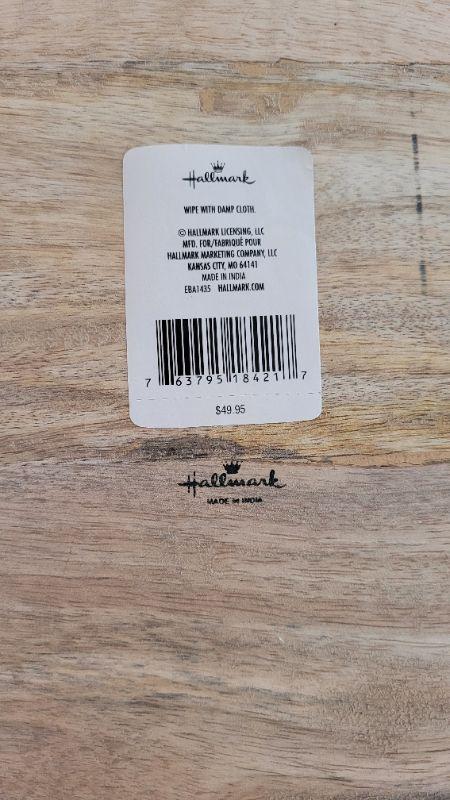 Hallmark
WIPE WITH DAMP CLOTH.
© HALLMARK LICENSING, LLC
MFD. FOR/FABRIQUÉ POUR
HALLMARK MARKETING COMPANY, LLC
KANSAS CITY, MO 64141
MADE IN INDIA
EBA1435 HALLMARK.COM
7 63795 18421 7
$49.95
Hallmark
MADE IN INDIA